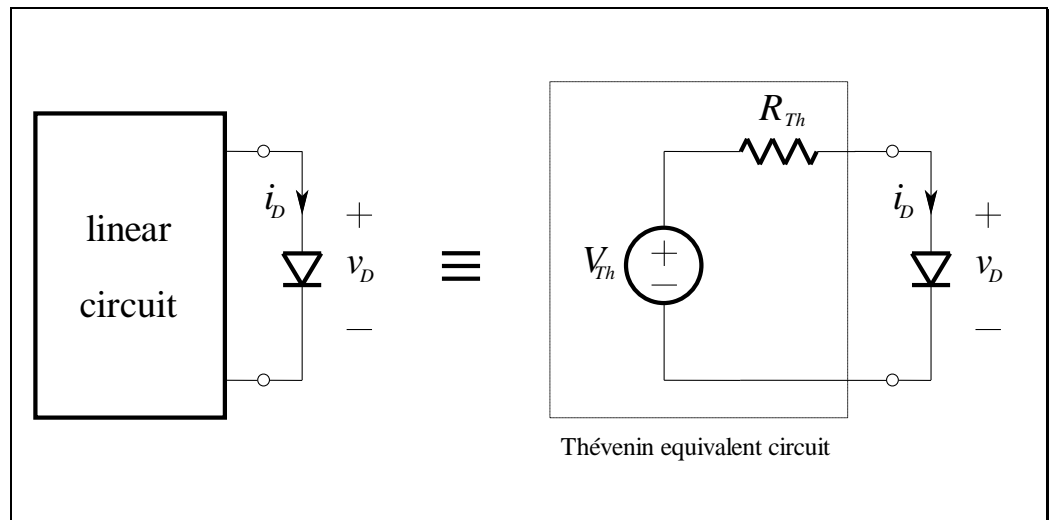 linear
circuit
i_D
+
v_D
−
≡
R_Th
V_Th
+
−
i_D
+
v_D
−
Thévenin equivalent circuit